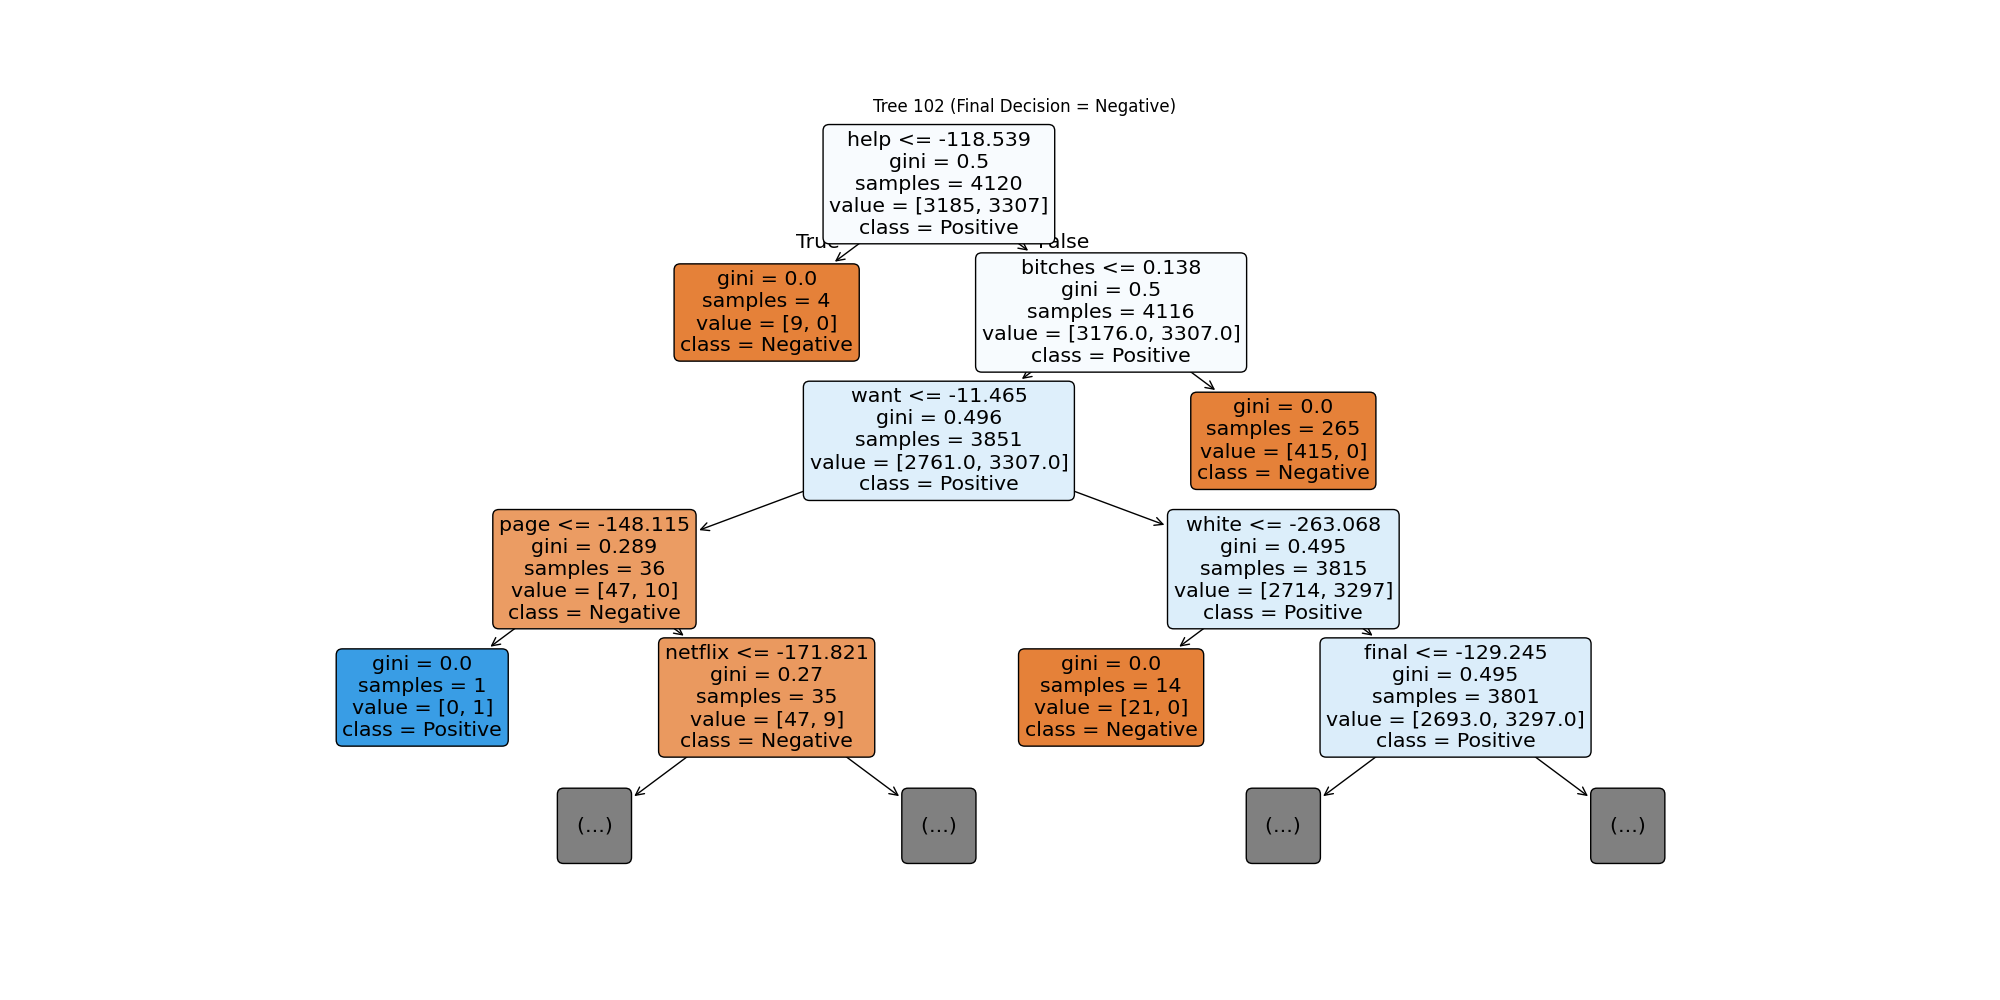 Tree 102 (Final Decision = Negative)
help <= -118.539
gini = 0.5
samples = 4120
value = [3185, 3307]
class = Positive
True
False
gini = 0.0
samples = 4
value = [9, 0]
class = Negative
bitches <= 0.138
gini = 0.5
samples = 4116
value = [3176.0, 3307.0]
class = Positive
want <= -11.465
gini = 0.496
samples = 3851
value = [2761.0, 3307.0]
class = Positive
gini = 0.0
samples = 265
value = [415, 0]
class = Negative
page <= -148.115
gini = 0.289
samples = 36
value = [47, 10]
class = Negative
white <= -263.068
gini = 0.495
samples = 3815
value = [2714, 3297]
class = Positive
gini = 0.0
samples = 1
value = [0, 1]
class = Positive
netflix <= -171.821
gini = 0.27
samples = 35
value = [47, 9]
class = Negative
gini = 0.0
samples = 14
value = [21, 0]
class = Negative
final <= -129.245
gini = 0.495
samples = 3801
value = [2693.0, 3297.0]
class = Positive
(...)
(...)
(...)
(...)